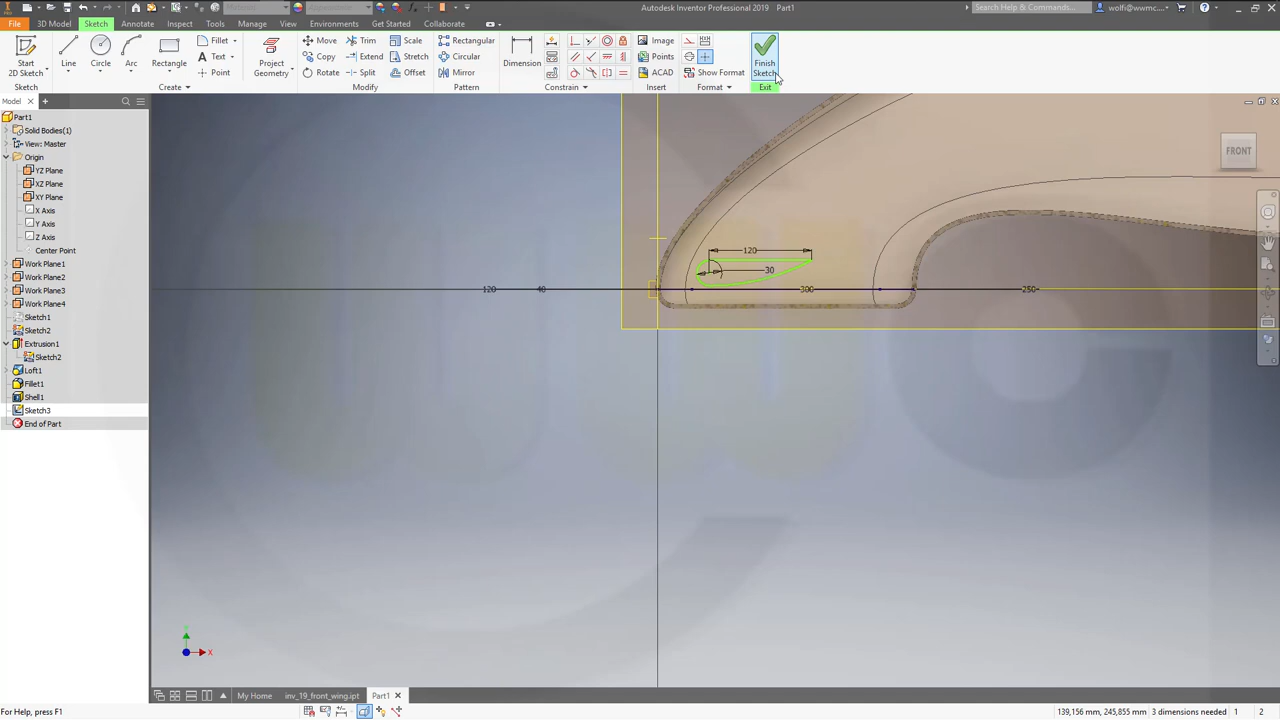 Autodesk Inventor Professional 2019 Part1
Search Help & Commands...
wolfi@wwmc...
File 3D Model Sketch Annotate Inspect Tools Manage View Environments Get Started Collaborate
Start
2D Sketch
Line
Circle
Arc
Rectangle
Fillet
Text
Point
Project
Geometry
Move
Copy
Rotate
Trim
Extend
Split
Scale
Stretch
Offset
Rectangular
Circular
Mirror
Dimension
Image
Points
ACAD
Show Format
Finish
Sketch
Sketch Create Modify Pattern Constrain Insert Format Exit
Model
Part1
Solid Bodies(1)
View: Master
Origin
YZ Plane
XZ Plane
XY Plane
X Axis
Y Axis
Z Axis
Center Point
Work Plane1
Work Plane2
Work Plane3
Work Plane4
Sketch1
Sketch2
Extrusion1
Sketch2
Loft1
Fillet1
Shell1
Sketch3
End of Part
FRONT
120
30
120 40 300 250
X
My Home inv_19_front_wing.ipt Part1
For Help, press F1
139,156 mm, 245,855 mm 3 dimensions needed 1 2